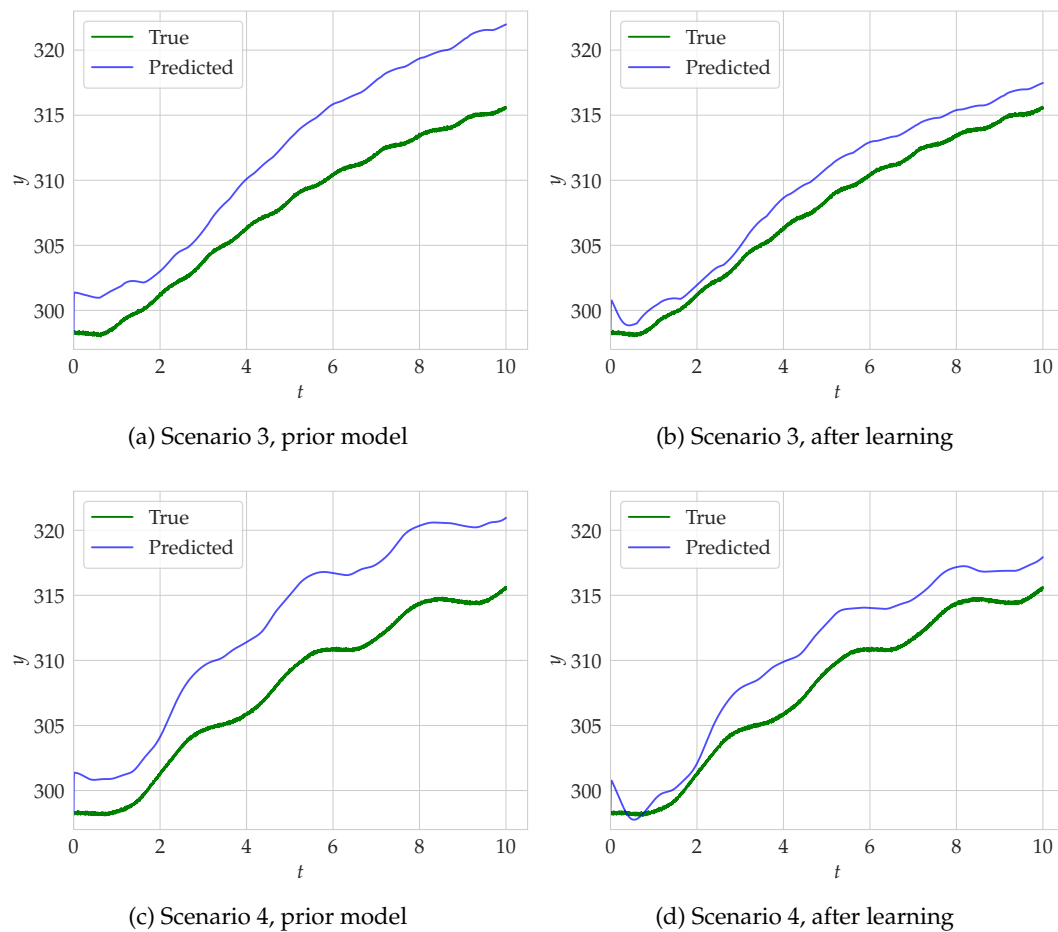 True
Predicted
320
315
310
305
300
y
0 2 4 6 8 10
t
(a) Scenario 3, prior model
True
Predicted
320
315
310
305
300
y
0 2 4 6 8 10
t
(b) Scenario 3, after learning
True
Predicted
320
315
310
305
300
y
0 2 4 6 8 10
t
(c) Scenario 4, prior model
True
Predicted
320
315
310
305
300
y
0 2 4 6 8 10
t
(d) Scenario 4, after learning